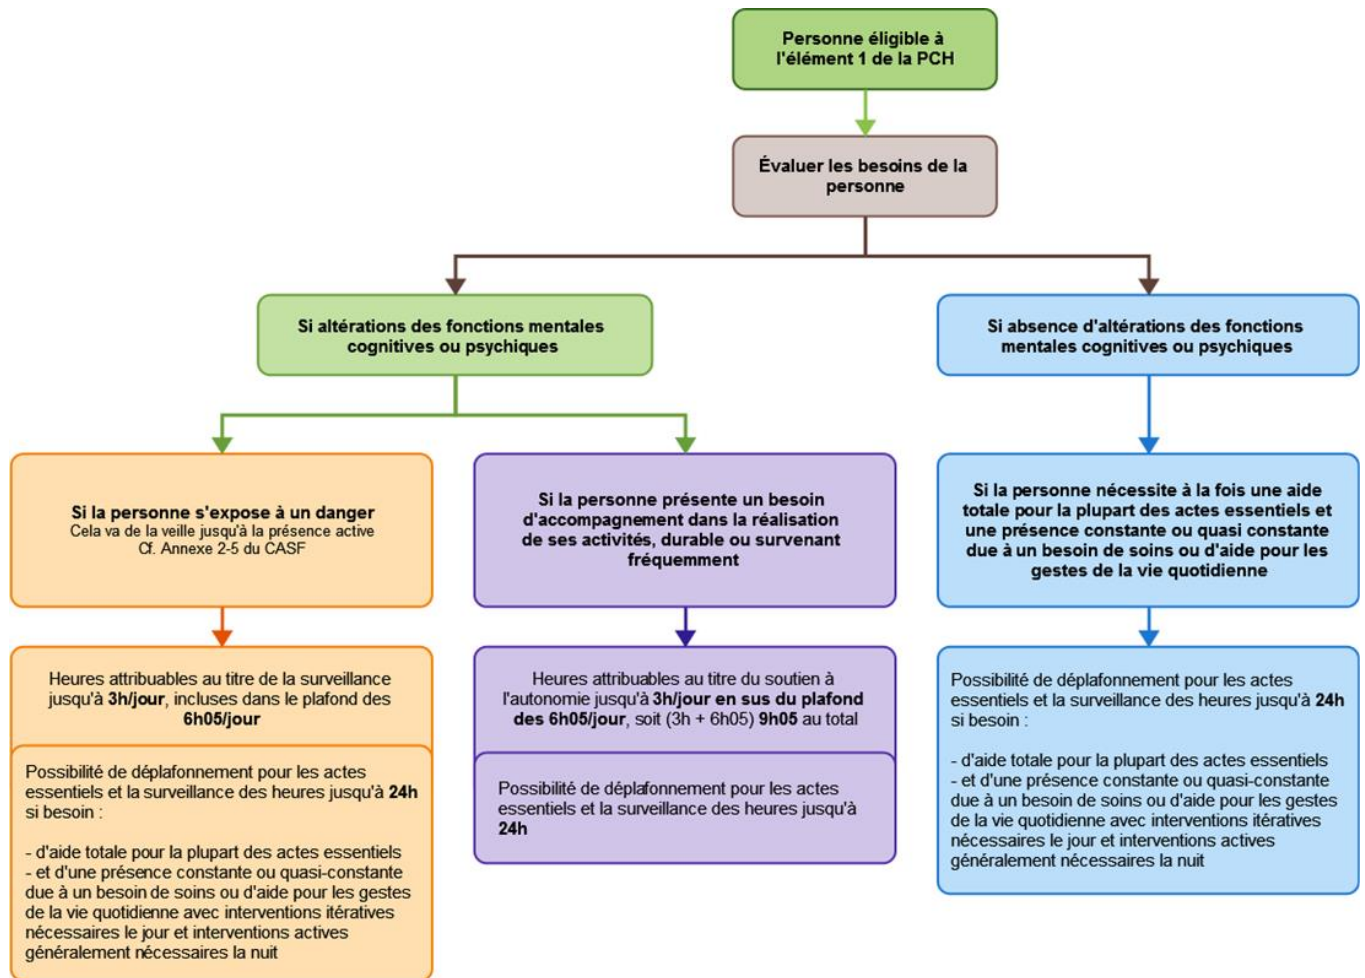 Personne éligible à
l'élément 1 de la PCH
Évaluer les besoins de la
personne
Si altérations des fonctions mentales
cognitives ou psychiques
Si absence d'altérations des fonctions
mentales cognitives ou psychiques
Si la personne s'expose à un danger
Cela va de la veille jusqu'à la présence active
Cf. Annexe 2-5 du CASF
Si la personne présente un besoin
d'accompagnement dans la réalisation
de ses activités, durable ou survenant
fréquemment
Si la personne nécessite à la fois une aide
totale pour la plupart des actes essentiels et
une présence constante ou quasi constante
due à un besoin de soins ou d'aide pour les
gestes de la vie quotidienne
Heures attribuables au titre de la surveillance
jusqu'à 3h/jour, incluses dans le plafond des
6h05/jour
Possibilité de déplafonnement pour les actes
essentiels et la surveillance des heures jusqu'à 24h
si besoin :
- d'aide totale pour la plupart des actes essentiels
- et d'une présence constante ou quasi-constante
due à un besoin de soins ou d'aide pour les gestes
de la vie quotidienne avec interventions itératives
nécessaires le jour et interventions actives
généralement nécessaires la nuit
Heures attribuables au titre du soutien à
l'autonomie jusqu'à 3h/jour en sus du plafond
des 6h05/jour, soit (3h + 6h05) 9h05 au total
Possibilité de déplafonnement pour les actes
essentiels et la surveillance des heures jusqu'à
24h
Possibilité de déplafonnement pour les actes
essentiels et la surveillance des heures jusqu'à 24h
si besoin :
- d'aide totale pour la plupart des actes essentiels
- et d'une présence constante ou quasi-constante
due à un besoin de soins ou d'aide pour les gestes
de la vie quotidienne avec interventions itératives
nécessaires le jour et interventions actives
généralement nécessaires la nuit